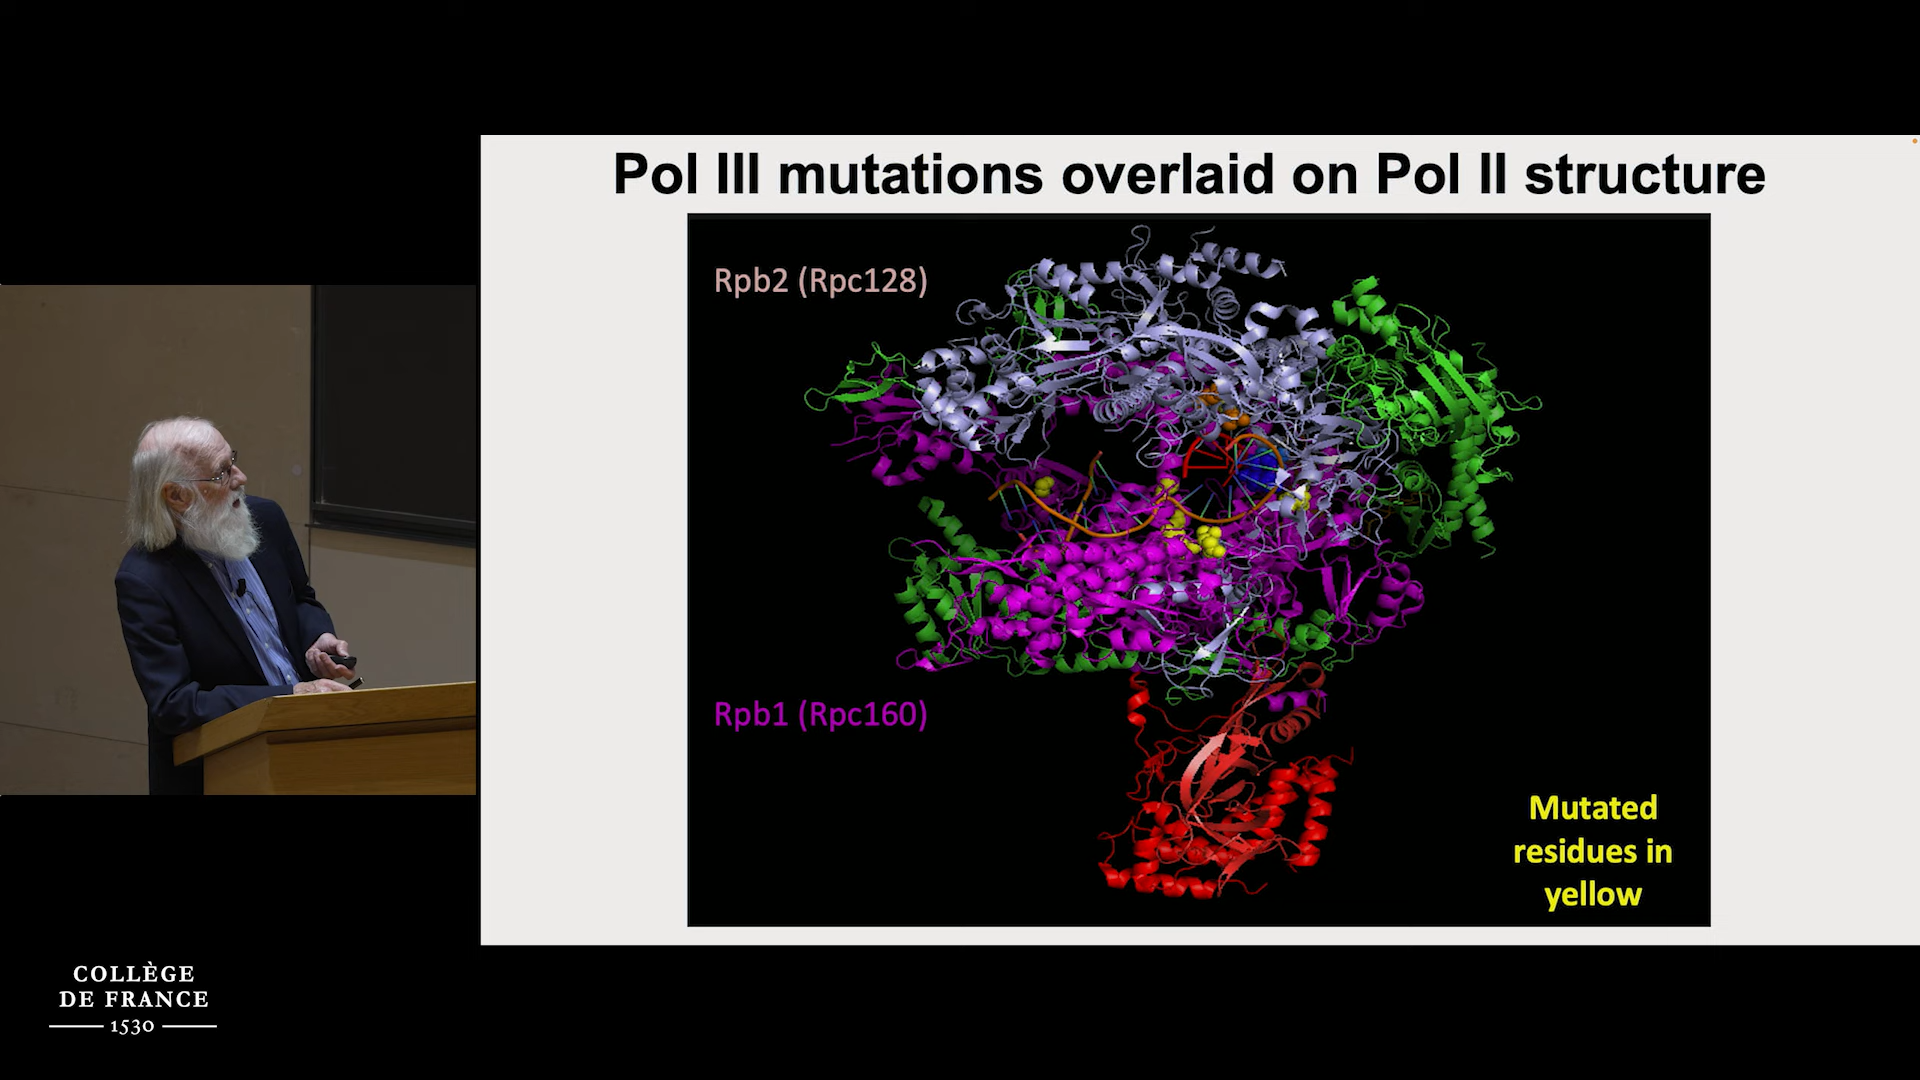 Pol III mutations overlaid on Pol II structure
Rpb2 (Rpc128)
Rpb1 (Rpc160)
Mutated
residues in
yellow
COLLÈGE
DE FRANCE
1530